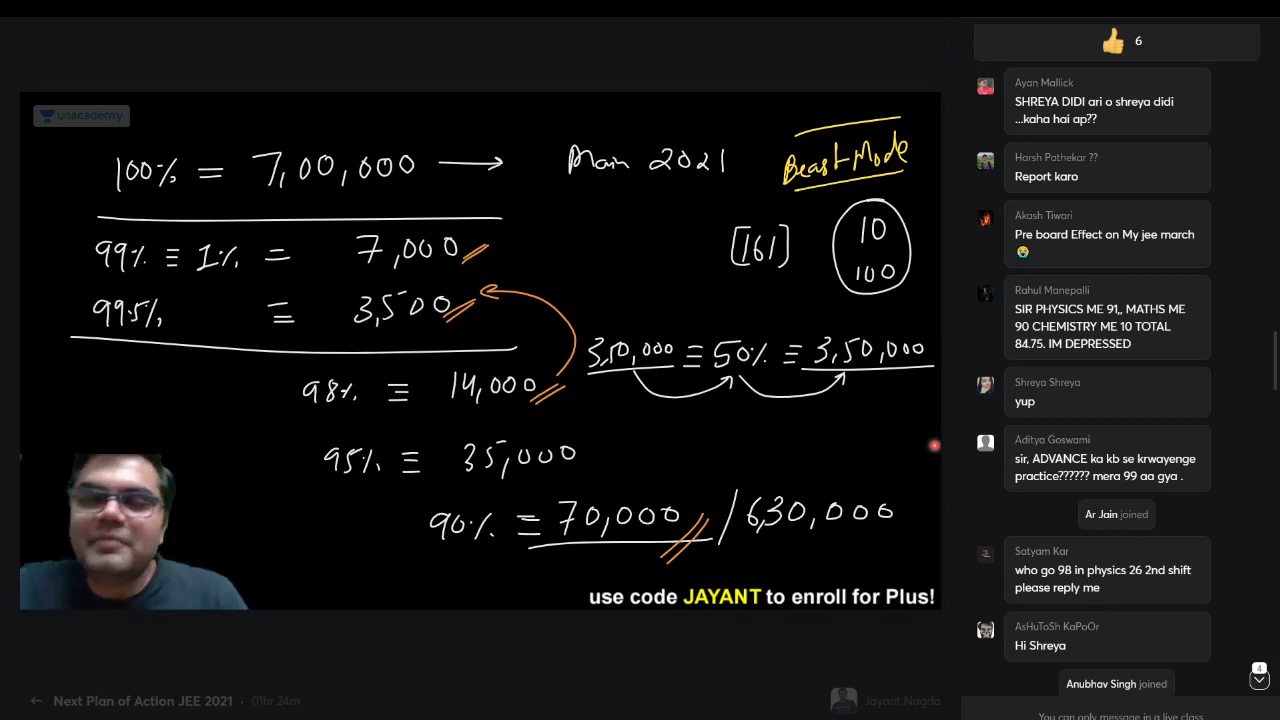 unacademy
100% = 7,00,000 → Main 2021
Beast Mode
99% ≡ 1% = 7,000
[161]
10
100
99.5% = 3,500
3,50,000 ≡ 50% ≡ 3,50,000
98% ≡ 14,000
95% ≡ 35,000
90% ≡ 70,000 / 6,30,000
use code JAYANT to enroll for Plus!
← Next Plan of Action JEE 2021 • 01hr 24m
Jayant Nagda
👍 6
Ayan Mallick
SHREYA DIDI ari o shreya didi
...kaha hai ap??
Harsh Pathekar ??
Report karo
Akash Tiwari
Pre board Effect on My jee march
😭
Rahul Manepalli
SIR PHYSICS ME 91,, MATHS ME
90 CHEMISTRY ME 10 TOTAL
84.75. IM DEPRESSED
Shreya Shreya
yup
Aditya Goswami
sir, ADVANCE ka kb se krwayenge
practice?????? mera 99 aa gya .
Ar Jain joined
Satyam Kar
who go 98 in physics 26 2nd shift
please reply me
AsHuToSh KaPoOr
Hi Shreya
4
Anubhav Singh joined
You can only message in a live class